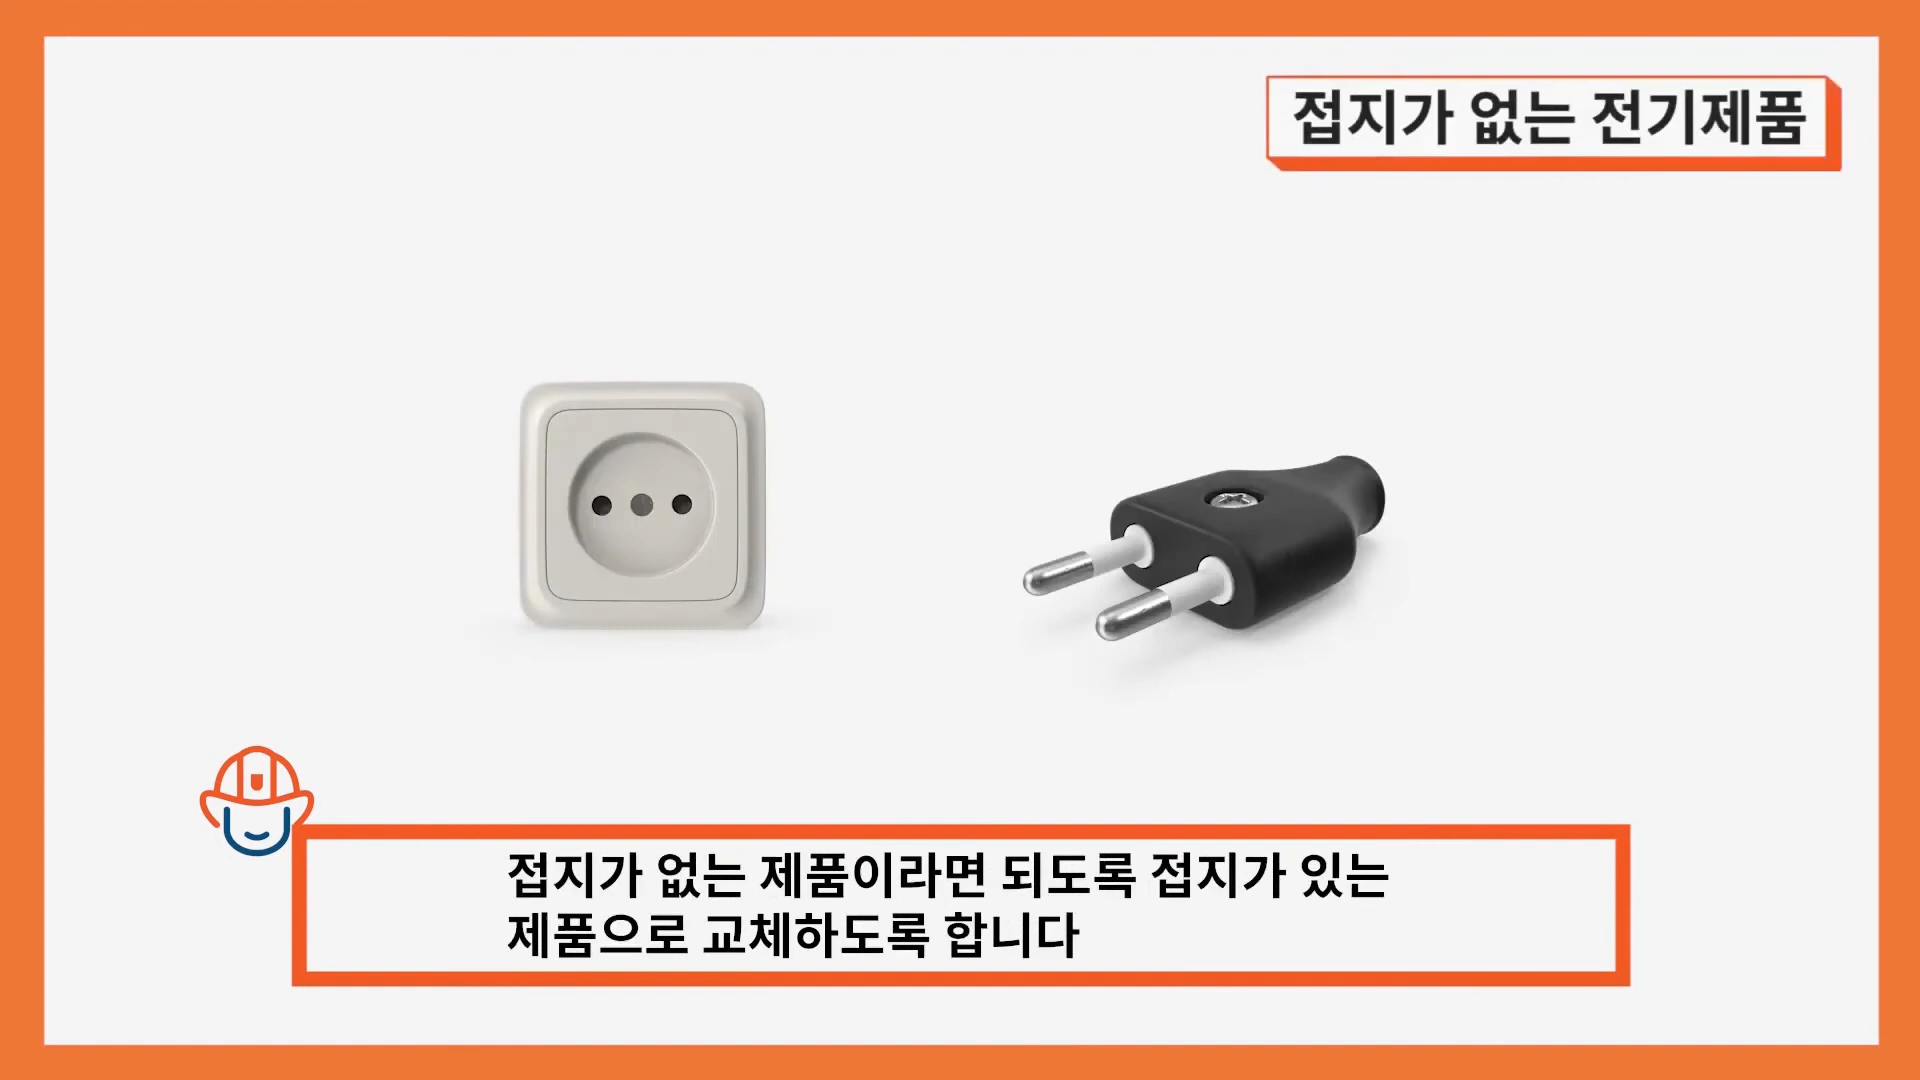 접지가 없는 전기제품
접지가 없는 제품이라면 되도록 접지가 있는
제품으로 교체하도록 합니다